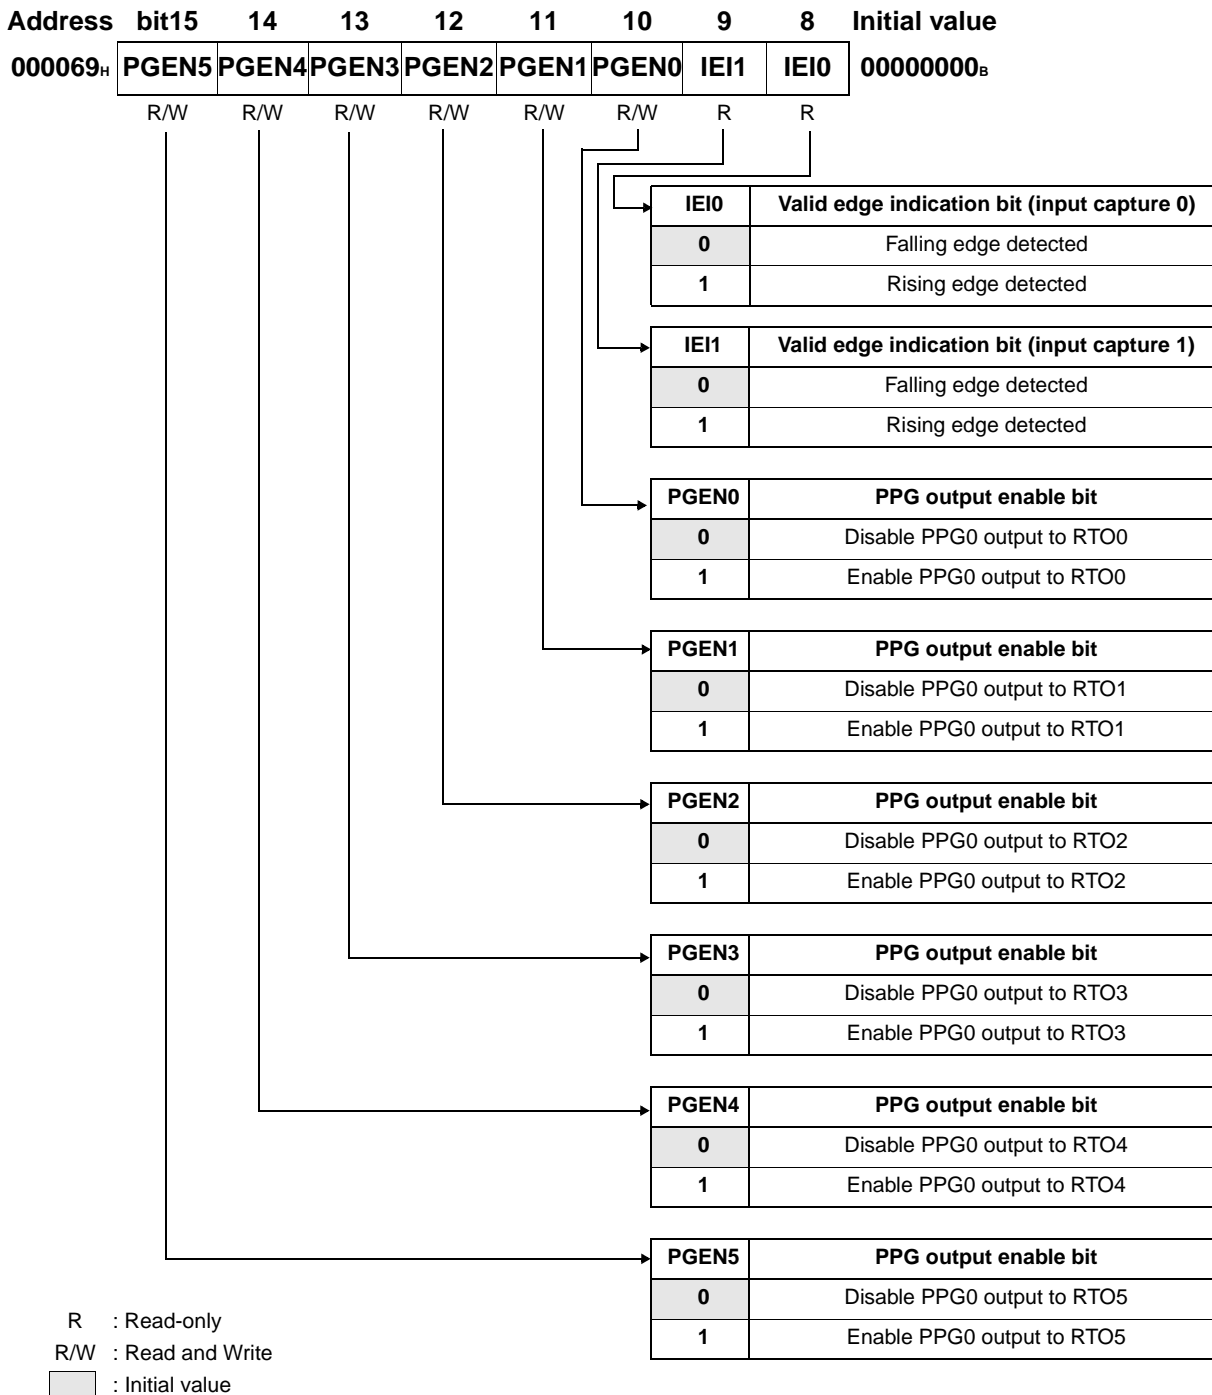 Address bit15 14 13 12 11 10 9 8 Initial value
000069H PGEN5 PGEN4 PGEN3 PGEN2 PGEN1 PGEN0 IEI1 IEI0 00000000B
R/W R/W R/W R/W R/W R/W R R
IEI0 Valid edge indication bit (input capture 0)
0 Falling edge detected
1 Rising edge detected
IEI1 Valid edge indication bit (input capture 1)
0 Falling edge detected
1 Rising edge detected
PGEN0 PPG output enable bit
0 Disable PPG0 output to RTO0
1 Enable PPG0 output to RTO0
PGEN1 PPG output enable bit
0 Disable PPG0 output to RTO1
1 Enable PPG0 output to RTO1
PGEN2 PPG output enable bit
0 Disable PPG0 output to RTO2
1 Enable PPG0 output to RTO2
PGEN3 PPG output enable bit
0 Disable PPG0 output to RTO3
1 Enable PPG0 output to RTO3
PGEN4 PPG output enable bit
0 Disable PPG0 output to RTO4
1 Enable PPG0 output to RTO4
PGEN5 PPG output enable bit
0 Disable PPG0 output to RTO5
1 Enable PPG0 output to RTO5
R : Read-only
R/W : Read and Write
: Initial value